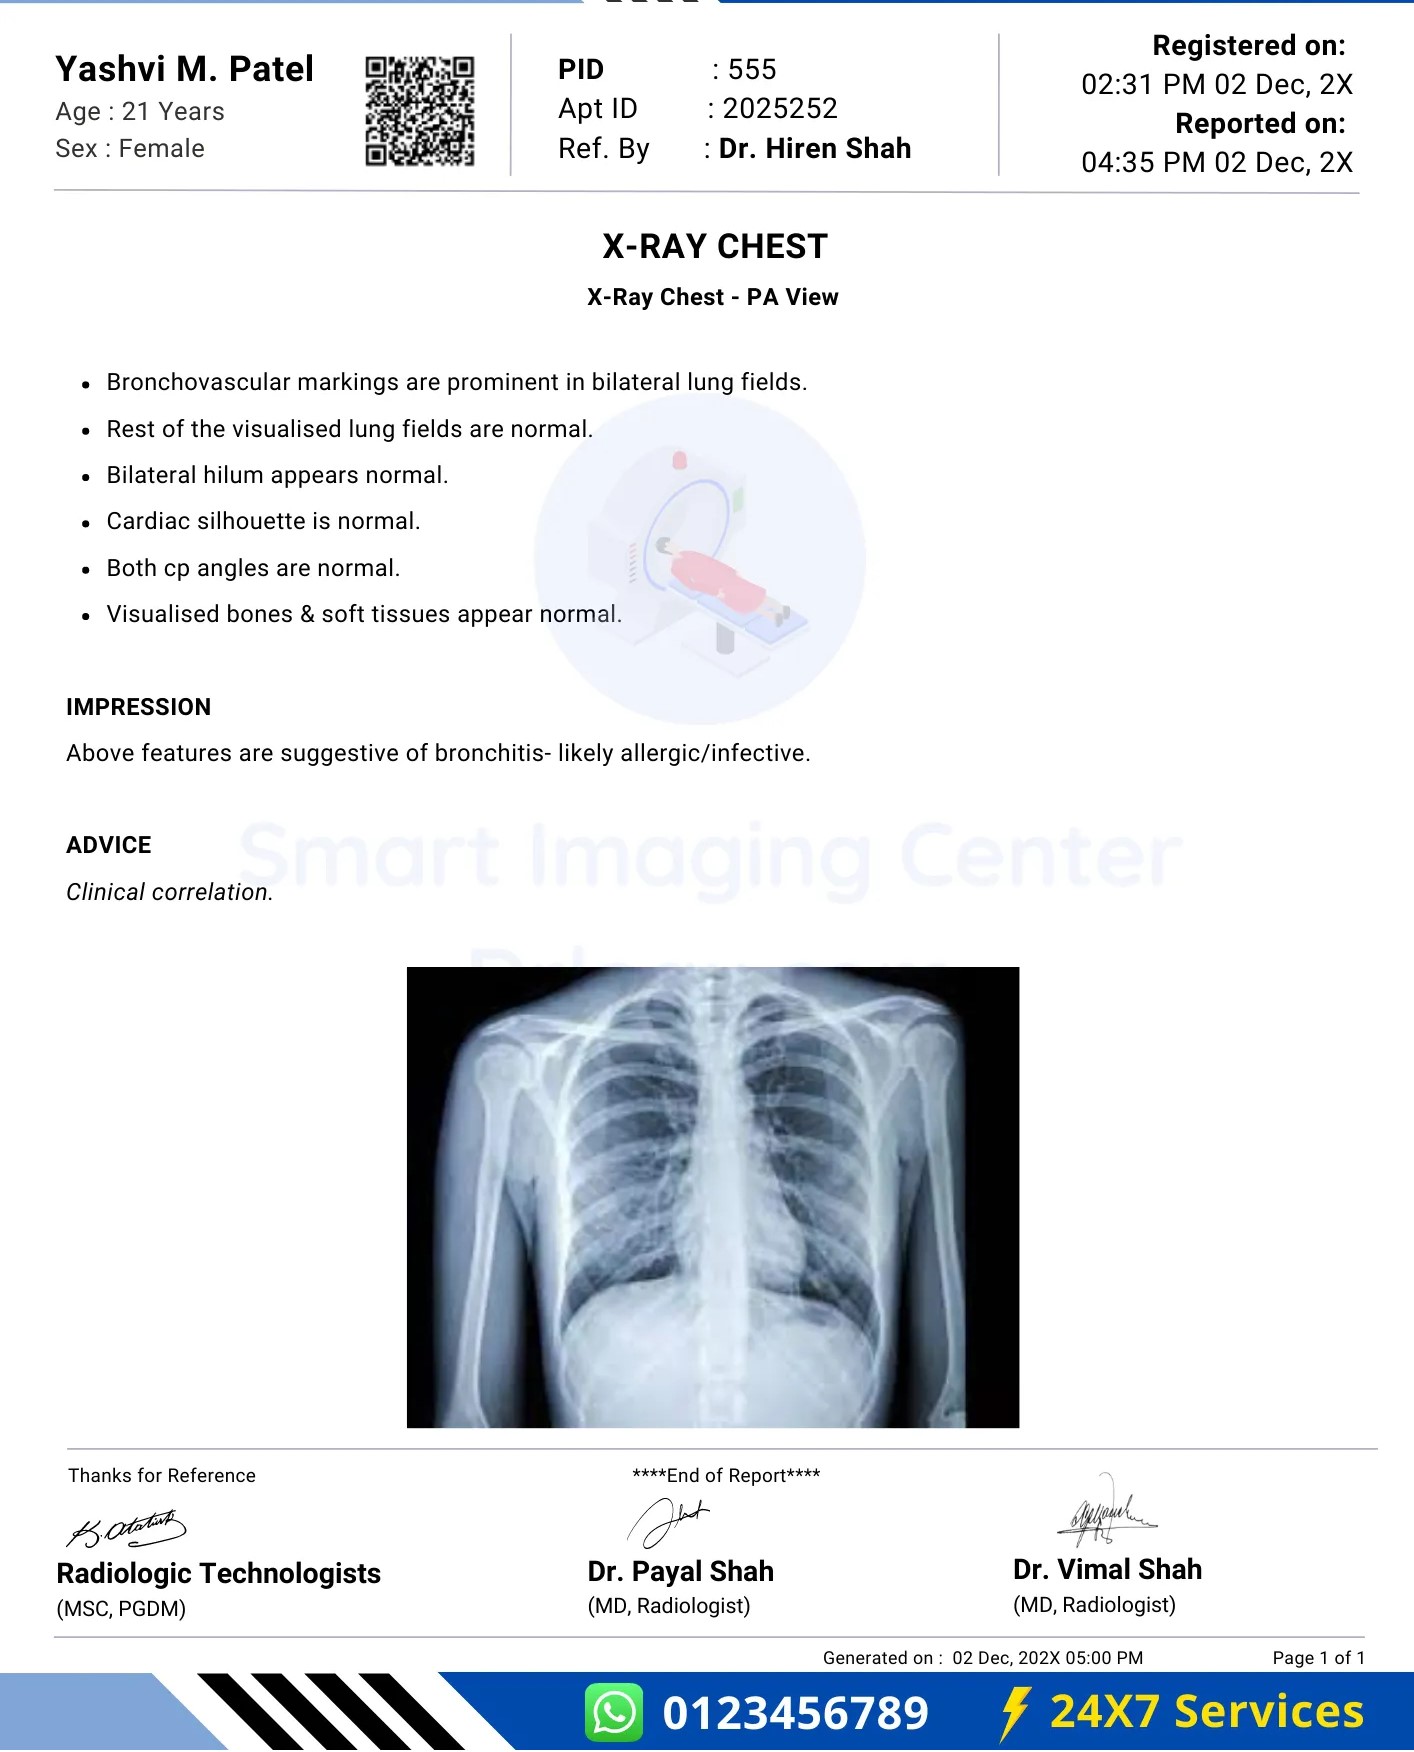 Yashvi M. Patel
Age : 21 Years
Sex : Female
PID : 555
Apt ID : 2025252
Ref. By : Dr. Hiren Shah
Registered on:
02:31 PM 02 Dec, 2X
Reported on:
04:35 PM 02 Dec, 2X
X-RAY CHEST
X-Ray Chest - PA View
• Bronchovascular markings are prominent in bilateral lung fields.
• Rest of the visualised lung fields are normal.
• Bilateral hilum appears normal.
• Cardiac silhouette is normal.
• Both cp angles are normal.
• Visualised bones & soft tissues appear normal.
IMPRESSION
Above features are suggestive of bronchitis- likely allergic/infective.
Smart Imaging Center
ADVICE
Clinical correlation.
Thanks for Reference
****End of Report****
Radiologic Technologists
(MSC, PGDM)
Dr. Payal Shah
(MD, Radiologist)
Dr. Vimal Shah
(MD, Radiologist)
Generated on : 02 Dec, 202X 05:00 PM
Page 1 of 1
0123456789
24X7 Services